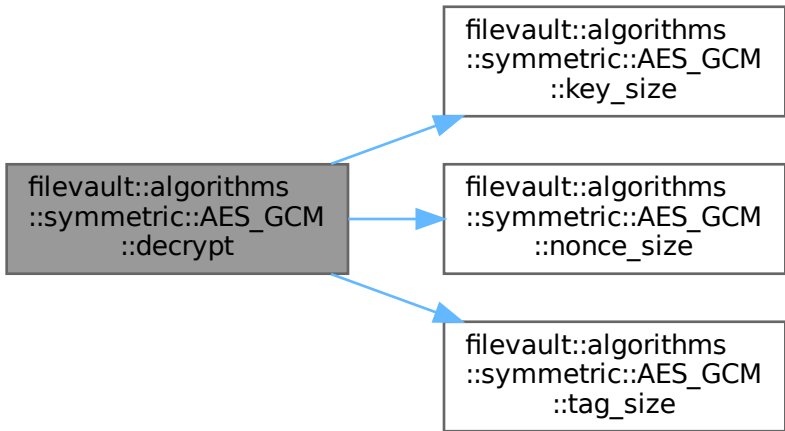 filevault::algorithms
::symmetric::AES_GCM
::key_size
filevault::algorithms
::symmetric::AES_GCM
::decrypt
filevault::algorithms
::symmetric::AES_GCM
::nonce_size
filevault::algorithms
::symmetric::AES_GCM
::tag_size